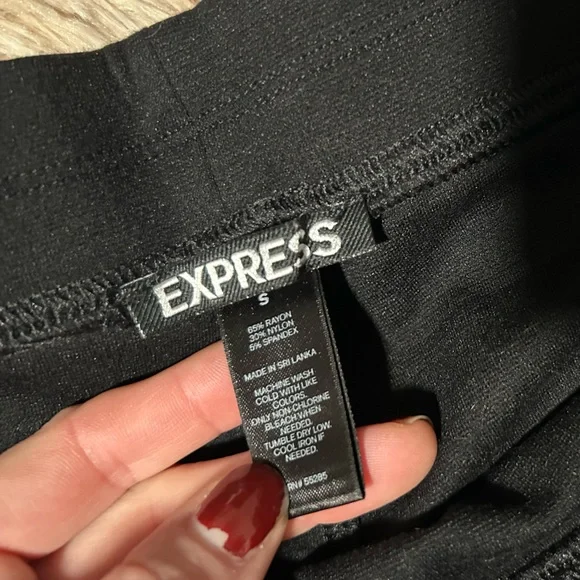 EXPRESS
S
65% RAYON
30% NYLON
5% SPANDEX
MADE IN SRI LANKA
MACHINE WASH
COLD WITH LIKE
COLORS.
ONLY NON-CHLORINE
BLEACH WHEN
NEEDED.
TUMBLE DRY LOW.
COOL IRON IF
NEEDED.
RN# 55285